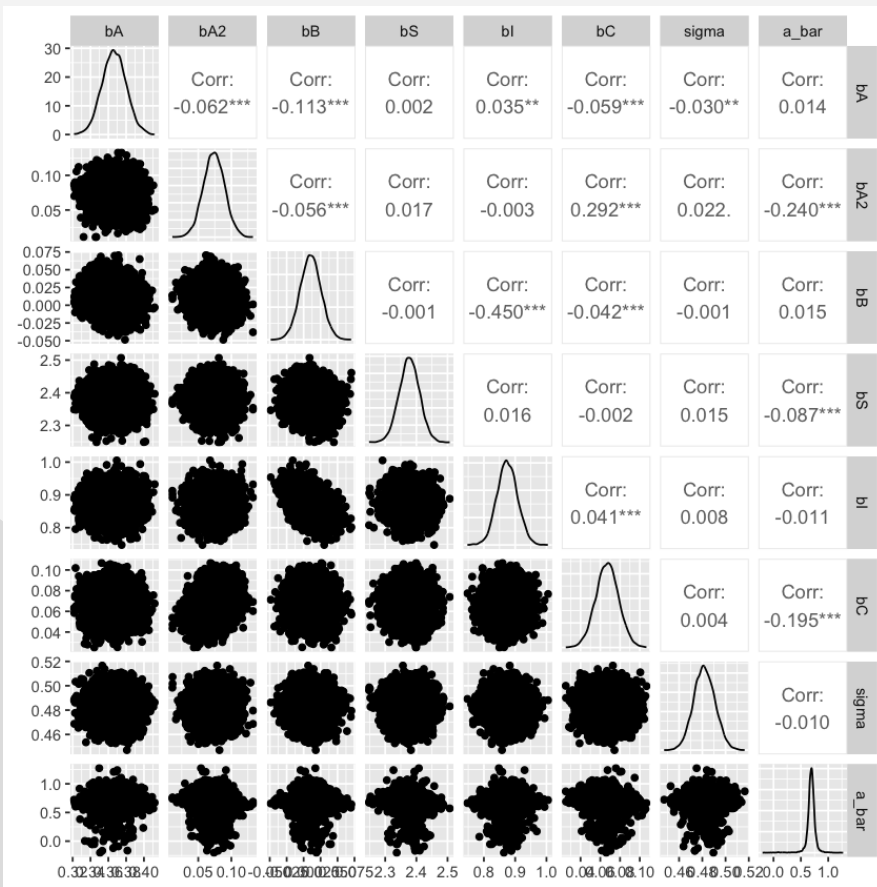 bA bA2 bB bS bI bC sigma a_bar
30
20
10
0
Corr:
-0.062***
Corr:
-0.113***
Corr:
0.002
Corr:
0.035**
Corr:
-0.059***
Corr:
-0.030**
Corr:
0.014
bA
0.10
0.05
Corr:
-0.056***
Corr:
0.017
Corr:
-0.003
Corr:
0.292***
Corr:
0.022.
Corr:
-0.240***
bA2
0.075
0.050
0.025
0.000
-0.025
-0.050
Corr:
-0.001
Corr:
-0.450***
Corr:
-0.042***
Corr:
-0.001
Corr:
0.015
bB
2.5
2.4
2.3
Corr:
0.016
Corr:
-0.002
Corr:
0.015
Corr:
-0.087***
bS
1.0
0.9
0.8
Corr:
0.041***
Corr:
0.008
Corr:
-0.011
bI
0.10
0.08
0.06
0.04
Corr:
0.004
Corr:
-0.195***
bC
0.52
0.50
0.48
0.46
Corr:
-0.010
sigma
1.0
0.5
0.0
a_bar
0.05 0.10 2.3 2.4 2.5 0.8 0.9 1.0 0.5 1.0